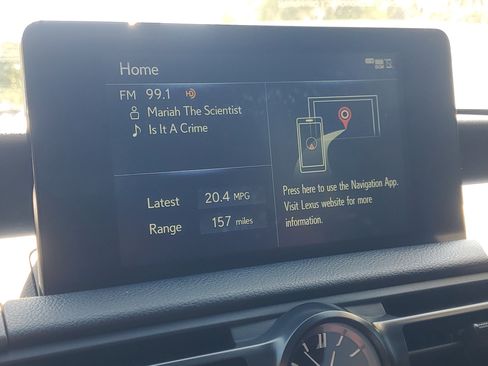 Home
FM 99.1 HD
Mariah The Scientist
Is It A Crime
Latest 20.4 MPG
Range 157 miles
Press here to use the Navigation App.
Visit Lexus website for more
information.